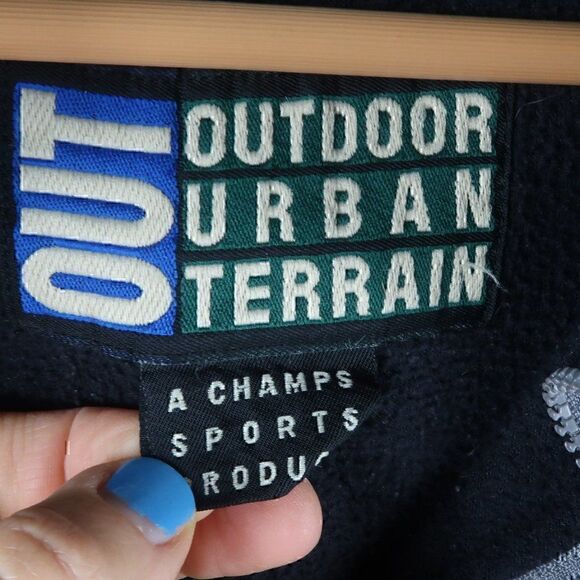 OUT
OUTDOOR
URBAN
TERRAIN
A CHAMPS
SPORTS